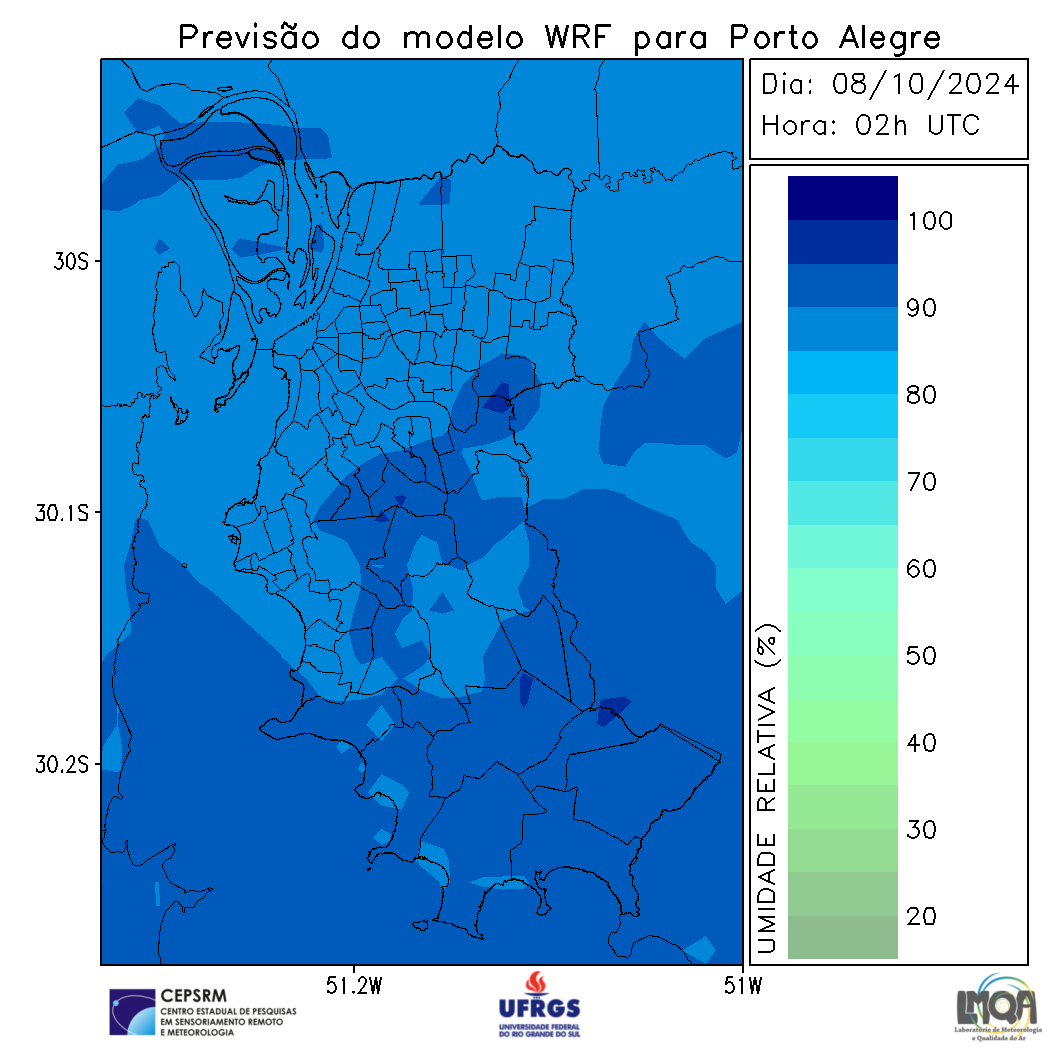 Previsão do modelo WRF para Porto Alegre
Dia: 08/10/2024
Hora: 02h UTC
100
90
80
70
60
50
40
30
20
UMIDADE RELATIVA (%)
30S
30.1S
30.2S
51.2W
51W
CEPSRM
CENTRO ESTADUAL DE PESQUISAS
EM SENSORIAMENTO REMOTO
E METEOROLOGIA
UFRGS
UNIVERSIDADE FEDERAL
DO RIO GRANDE DO SUL
LMQA
Laboratório de Meteorologia
e Qualidade do Ar